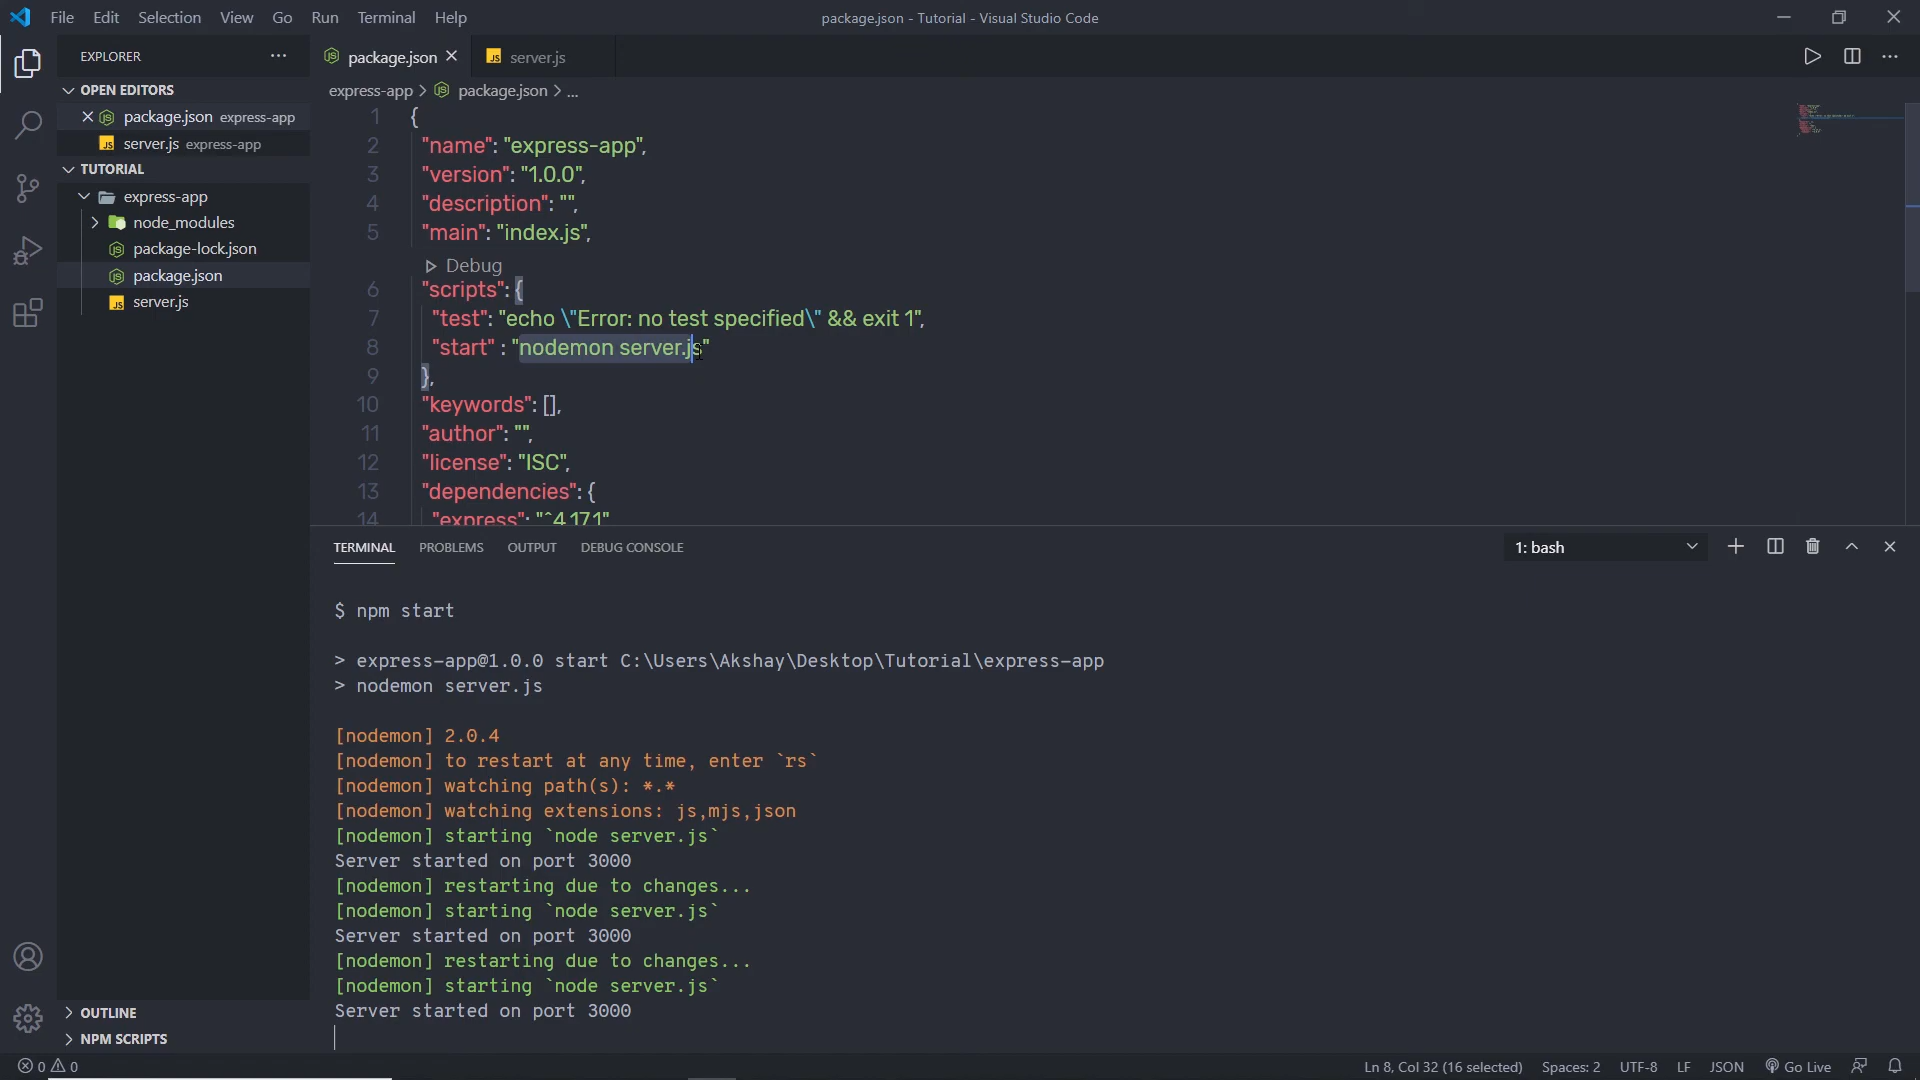 File Edit Selection View Go Run Terminal Help
package.json - Tutorial - Visual Studio Code
EXPLORER
OPEN EDITORS
package.json express-app
server.js express-app
TUTORIAL
express-app
node_modules
package-lock.json
package.json
server.js
OUTLINE
NPM SCRIPTS
package.json server.js
express-app > package.json > ...
1 {
2 "name": "express-app",
3 "version": "1.0.0",
4 "description": "",
5 "main": "index.js",
Debug
6 "scripts": {
7 "test": "echo \"Error: no test specified\" && exit 1",
8 "start" : "nodemon server.js"
9 },
10 "keywords": [],
11 "author": "",
12 "license": "ISC",
13 "dependencies": {
14 "express": "^4.17.1"
TERMINAL PROBLEMS OUTPUT DEBUG CONSOLE
1: bash
$ npm start
> express-app@1.0.0 start C:\Users\Akshay\Desktop\Tutorial\express-app
> nodemon server.js
[nodemon] 2.0.4
[nodemon] to restart at any time, enter `rs`
[nodemon] watching path(s): *.*
[nodemon] watching extensions: js,mjs,json
[nodemon] starting `node server.js`
Server started on port 3000
[nodemon] restarting due to changes...
[nodemon] starting `node server.js`
Server started on port 3000
[nodemon] restarting due to changes...
[nodemon] starting `node server.js`
Server started on port 3000
0 0
Ln 8, Col 32 (16 selected) Spaces: 2 UTF-8 LF JSON Go Live